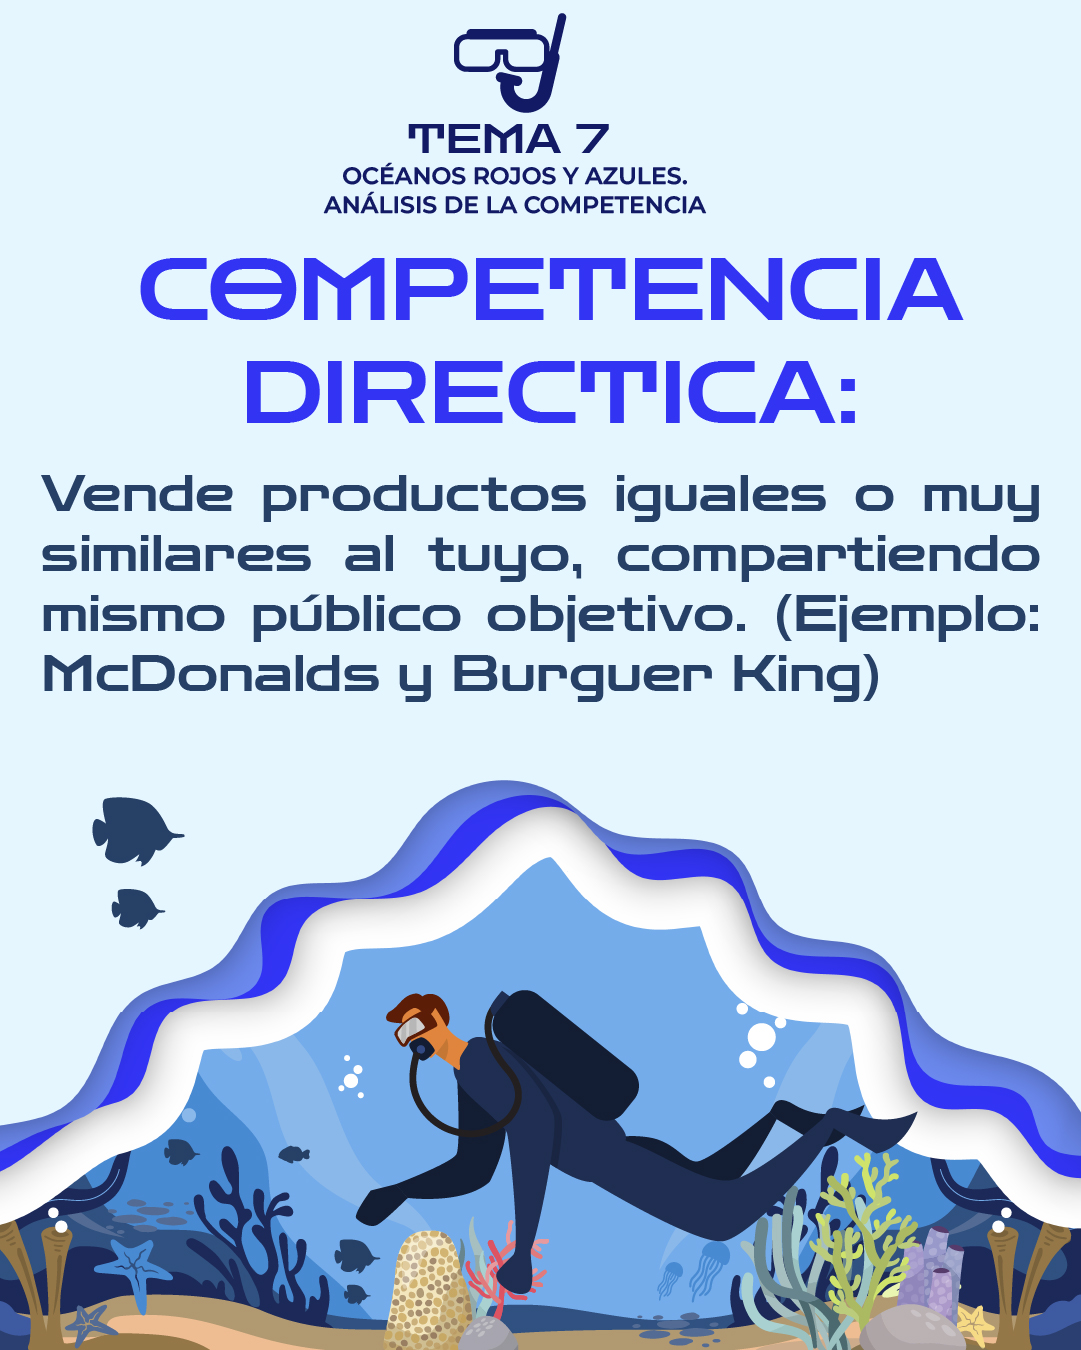 TEMA 7
OCÉANOS ROJOS Y AZULES.
ANÁLISIS DE LA COMPETENCIA
COMPETENCIA
DIRECTICA:
Vende productos iguales o muy
similares al tuyo, compartiendo
mismo público objetivo. (Ejemplo:
McDonalds y Burguer King)